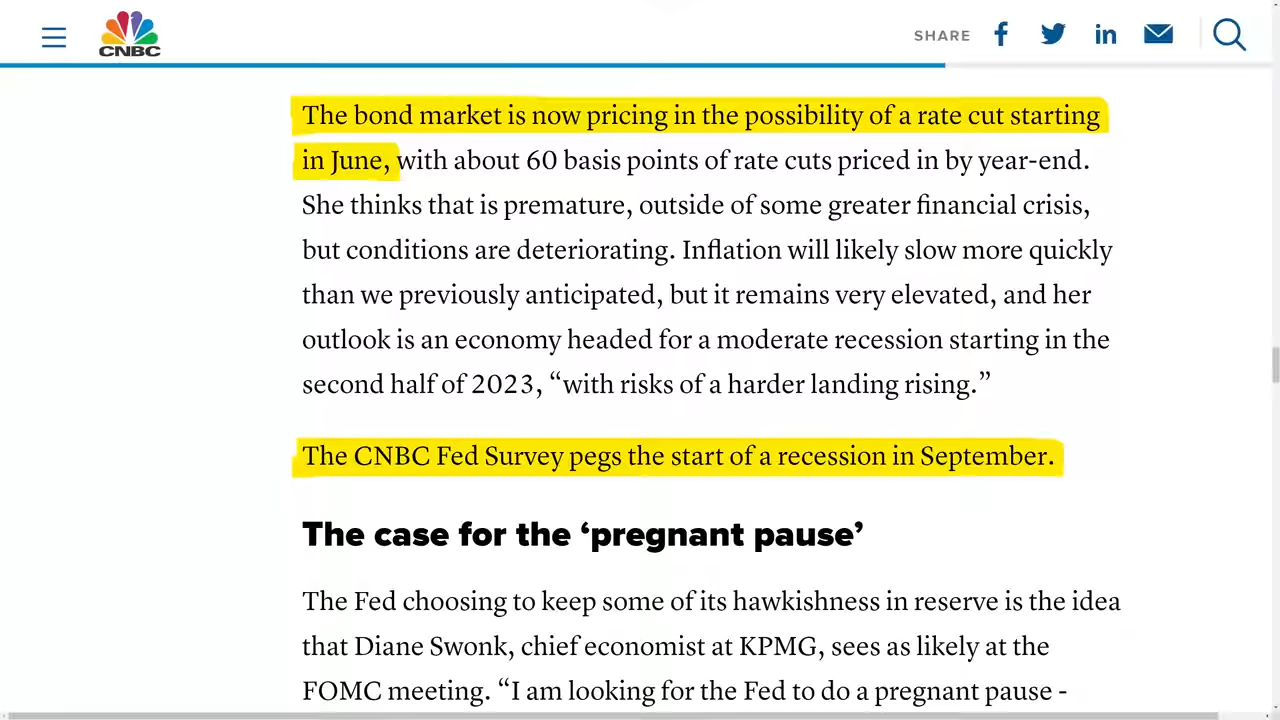 CNBC
SHARE
The bond market is now pricing in the possibility of a rate cut starting
in June, with about 60 basis points of rate cuts priced in by year-end.
She thinks that is premature, outside of some greater financial crisis,
but conditions are deteriorating. Inflation will likely slow more quickly
than we previously anticipated, but it remains very elevated, and her
outlook is an economy headed for a moderate recession starting in the
second half of 2023, “with risks of a harder landing rising.”
The CNBC Fed Survey pegs the start of a recession in September.
The case for the ‘pregnant pause’
The Fed choosing to keep some of its hawkishness in reserve is the idea
that Diane Swonk, chief economist at KPMG, sees as likely at the
FOMC meeting. “I am looking for the Fed to do a pregnant pause -